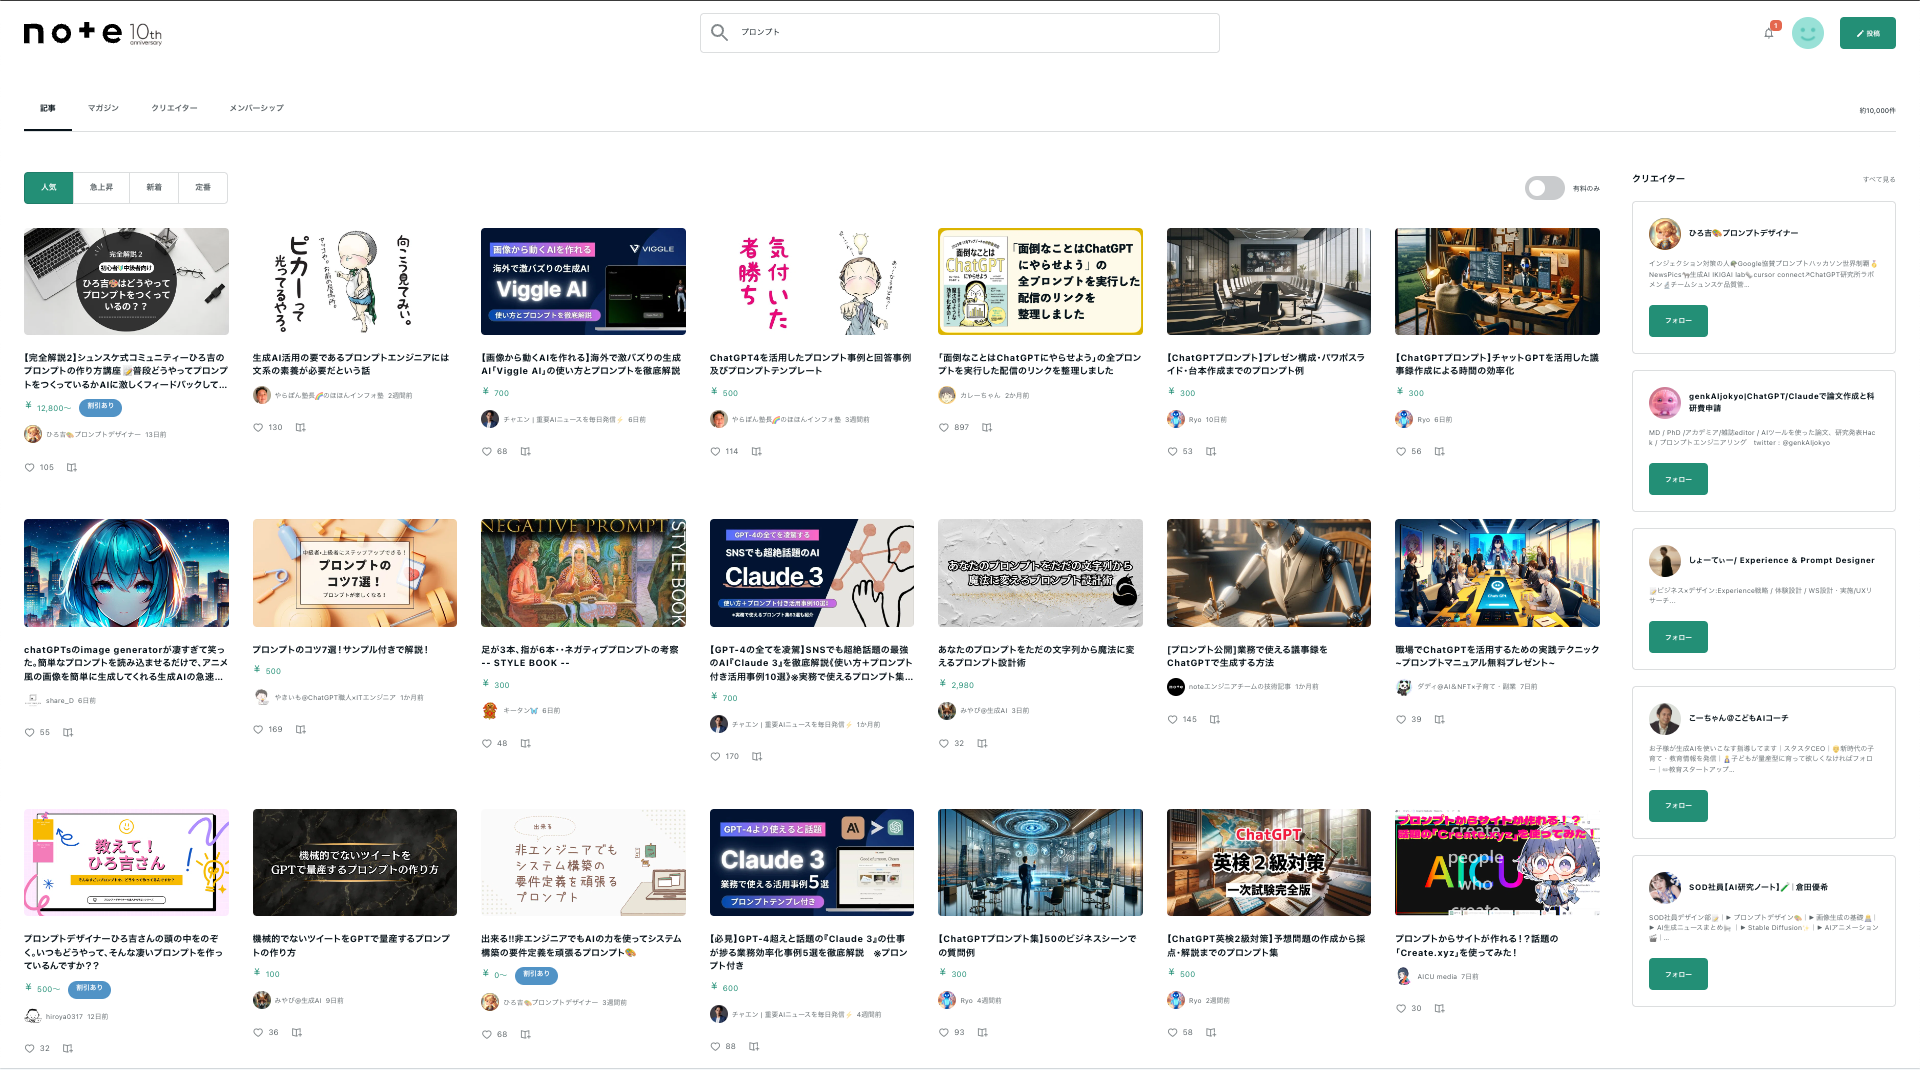 note 10th anniversary
プロンプト
1
投稿
記事
マガジン
クリエイター
メンバーシップ
約10,000件
人気
急上昇
新着
定番
有料のみ
完全解説2
初心者🔰中級者向け
ひろ吉🎨はどうやって
プロンプトをつくって
いるの??
【完全解説2】シュンスケ式コミュニティーひろ吉の
プロンプトの作り方講座📝普段どうやってプロンプ
トをつくっているかAIに激しくフィードバックして...
¥ 12,800〜 割引あり
ひろ吉🎨プロンプトデザイナー 13日前
105
向こう見てみい。
ピカーって
光ってるやろ。
生成AI活用の要であるプロンプトエンジニアには
文系の素養が必要だという話
やらぽん塾長🌈のほほんインフォ塾 2週間前
130
画像から動くAIを作れる
VIGGLE
海外で激バズりの生成AI
Viggle AI
使い方とプロンプトを徹底解説
【画像から動くAIを作れる】海外で激バズりの生成
AI「Viggle AI」の使い方とプロンプトを徹底解説
¥ 700
チャエン | 重要AIニュースを毎日発信⚡ 6日前
68
気付いた
者勝ち
ChatGPT4を活用したプロンプト事例と回答事例
及びプロンプトテンプレート
¥ 500
やらぽん塾長🌈のほほんインフォ塾 3週間前
114
面倒なことは
ChatGPT
にやらせよう
「面倒なことはChatGPT
にやらせよう」の
全プロンプトを実行した
配信のリンクを
整理しました
「面倒なことはChatGPTにやらせよう」の全プロン
プトを実行した配信のリンクを整理しました
カレーちゃん 2か月前
897
【ChatGPTプロンプト】プレゼン構成・パワポスラ
イド・台本作成までのプロンプト例
¥ 300
Ryo 10日前
53
【ChatGPTプロンプト】チャットGPTを活用した議
事録作成による時間の効率化
¥ 300
Ryo 6日前
56
chatGPTsのimage generatorが凄すぎて笑っ
た。簡単なプロンプトを読み込ませるだけで、アニメ
風の画像を簡単に生成してくれる生成AIの急速...
share_D 6日前
55
中級者・上級者にステップアップできる!
プロンプトの
コツ7選!
プロンプトが楽しくなる!
プロンプトのコツ7選!サンプル付きで解説!
¥ 500
やきいも@ChatGPT職人×ITエンジニア 1か月前
169
NEGATIVE PROMPT
STYLE BOOK
足が3本、指が6本・・ネガティブプロンプトの考察
-- STYLE BOOK --
¥ 300
キータン🦋 6日前
48
GPT-4の全てを凌駕する
SNSでも超絶話題のAI
Claude 3
使い方+プロンプト付き活用事例10選!
※実務で使えるプロンプト集63選も紹介
【GPT-4の全てを凌駕】SNSでも超絶話題の最強
のAI『Claude 3』を徹底解説《使い方+プロンプト
付き活用事例10選》※実務で使えるプロンプト集...
¥ 700
チャエン | 重要AIニュースを毎日発信⚡ 1か月前
170
あなたのプロンプトをただの文字列から
魔法に変えるプロンプト設計術
あなたのプロンプトをただの文字列から魔法に変
えるプロンプト設計術
¥ 2,980
みやび@生成AI 3日前
32
[プロンプト公開]業務で使える議事録を
ChatGPTで生成する方法
noteエンジニアチームの技術記事 1か月前
145
Chat GPT
職場でChatGPTを活用するための実践テクニック
~プロンプトマニュアル無料プレゼント~
ダディ@AI&NFT×子育て・副業 7日前
39
教えて!
ひろ吉さん
プロンプトデザイナーひろ吉さんの頭の中をのぞ
く。いつもどうやって、そんな凄いプロンプトを作っ
ているんですか??
¥ 500〜 割引あり
hiroya0317 12日前
32
機械的でないツイートを
GPTで量産するプロンプトの作り方
機械的でないツイートをGPTで量産するプロンプ
トの作り方
¥ 100
みやび@生成AI 9日前
36
出来る
非エンジニアでも
システム構築の
要件定義を頑張る
プロンプト
出来る!!非エンジニアでもAIの力を使ってシステム
構築の要件定義を頑張るプロンプト🎨
¥ 0〜 割引あり
ひろ吉🎨プロンプトデザイナー 3週間前
68
GPT-4より使えると話題
AI >
Claude 3
業務で使える活用事例5選
プロンプトテンプレ付き
【必見】GPT-4超えと話題の『Claude 3』の仕事
が捗る業務効率化事例5選を徹底解説 ※プロン
プト付き
¥ 600
チャエン | 重要AIニュースを毎日発信⚡ 4週間前
88
【ChatGPTプロンプト集】50のビジネスシーンで
の質問例
¥ 300
Ryo 4週間前
93
ChatGPT
英検2級対策
一次試験完全版
【ChatGPT英検2級対策】予想問題の作成から採
点・解説までのプロンプト集
¥ 500
Ryo 2週間前
58
プロンプトからサイトが作れる!?
話題の「Create.xyz」を使ってみた!
create
people
AICU
who
create
プロンプトからサイトが作れる!?話題の
「Create.xyz」を使ってみた!
AICU media 7日前
30
クリエイター
すべて見る
ひろ吉🎨プロンプトデザイナー
インジェクション対策の人🌳Google協賛プロンプトハッカソン世界制覇🏅
NewsPics🐄生成AI IKIGAI lab🔩cursor connect↗ChatGPT研究所ラボ
メン🔬チームシュンスケ品質管...
フォロー
genkAIjokyo|ChatGPT/Claudeで論文作成と科
研費申請
MD / PhD /アカデミア/雑誌editor / AIツールを使った論文、研究発表Hac
k / プロンプトエンジニアリング twitter : @genkAIjokyo
フォロー
しょーてぃー/ Experience & Prompt Designer
📝ビジネス×デザイン:Experience戦略 / 体験設計 / WS設計・実施/UXリ
サーチ...
フォロー
こーちゃん@こどもAIコーチ
お子様が生成AIを使いこなす指導してます｜スタスタCEO｜👴新時代の子
育て・教育情報を発信｜👨子どもが量産型に育って欲しくなければフォロ
ー｜✏教育スタートアップ...
フォロー
SOD社員【AI研究ノート】🖍｜倉田優希
SOD社員デザイン部📝｜▶ プロンプトデザイン🎨｜▶ 画像生成の基礎｜
▶ AI生成ニュースまとめ｜▶ Stable Diffusion✨｜▶ AIアニメーション
🎬｜...
フォロー